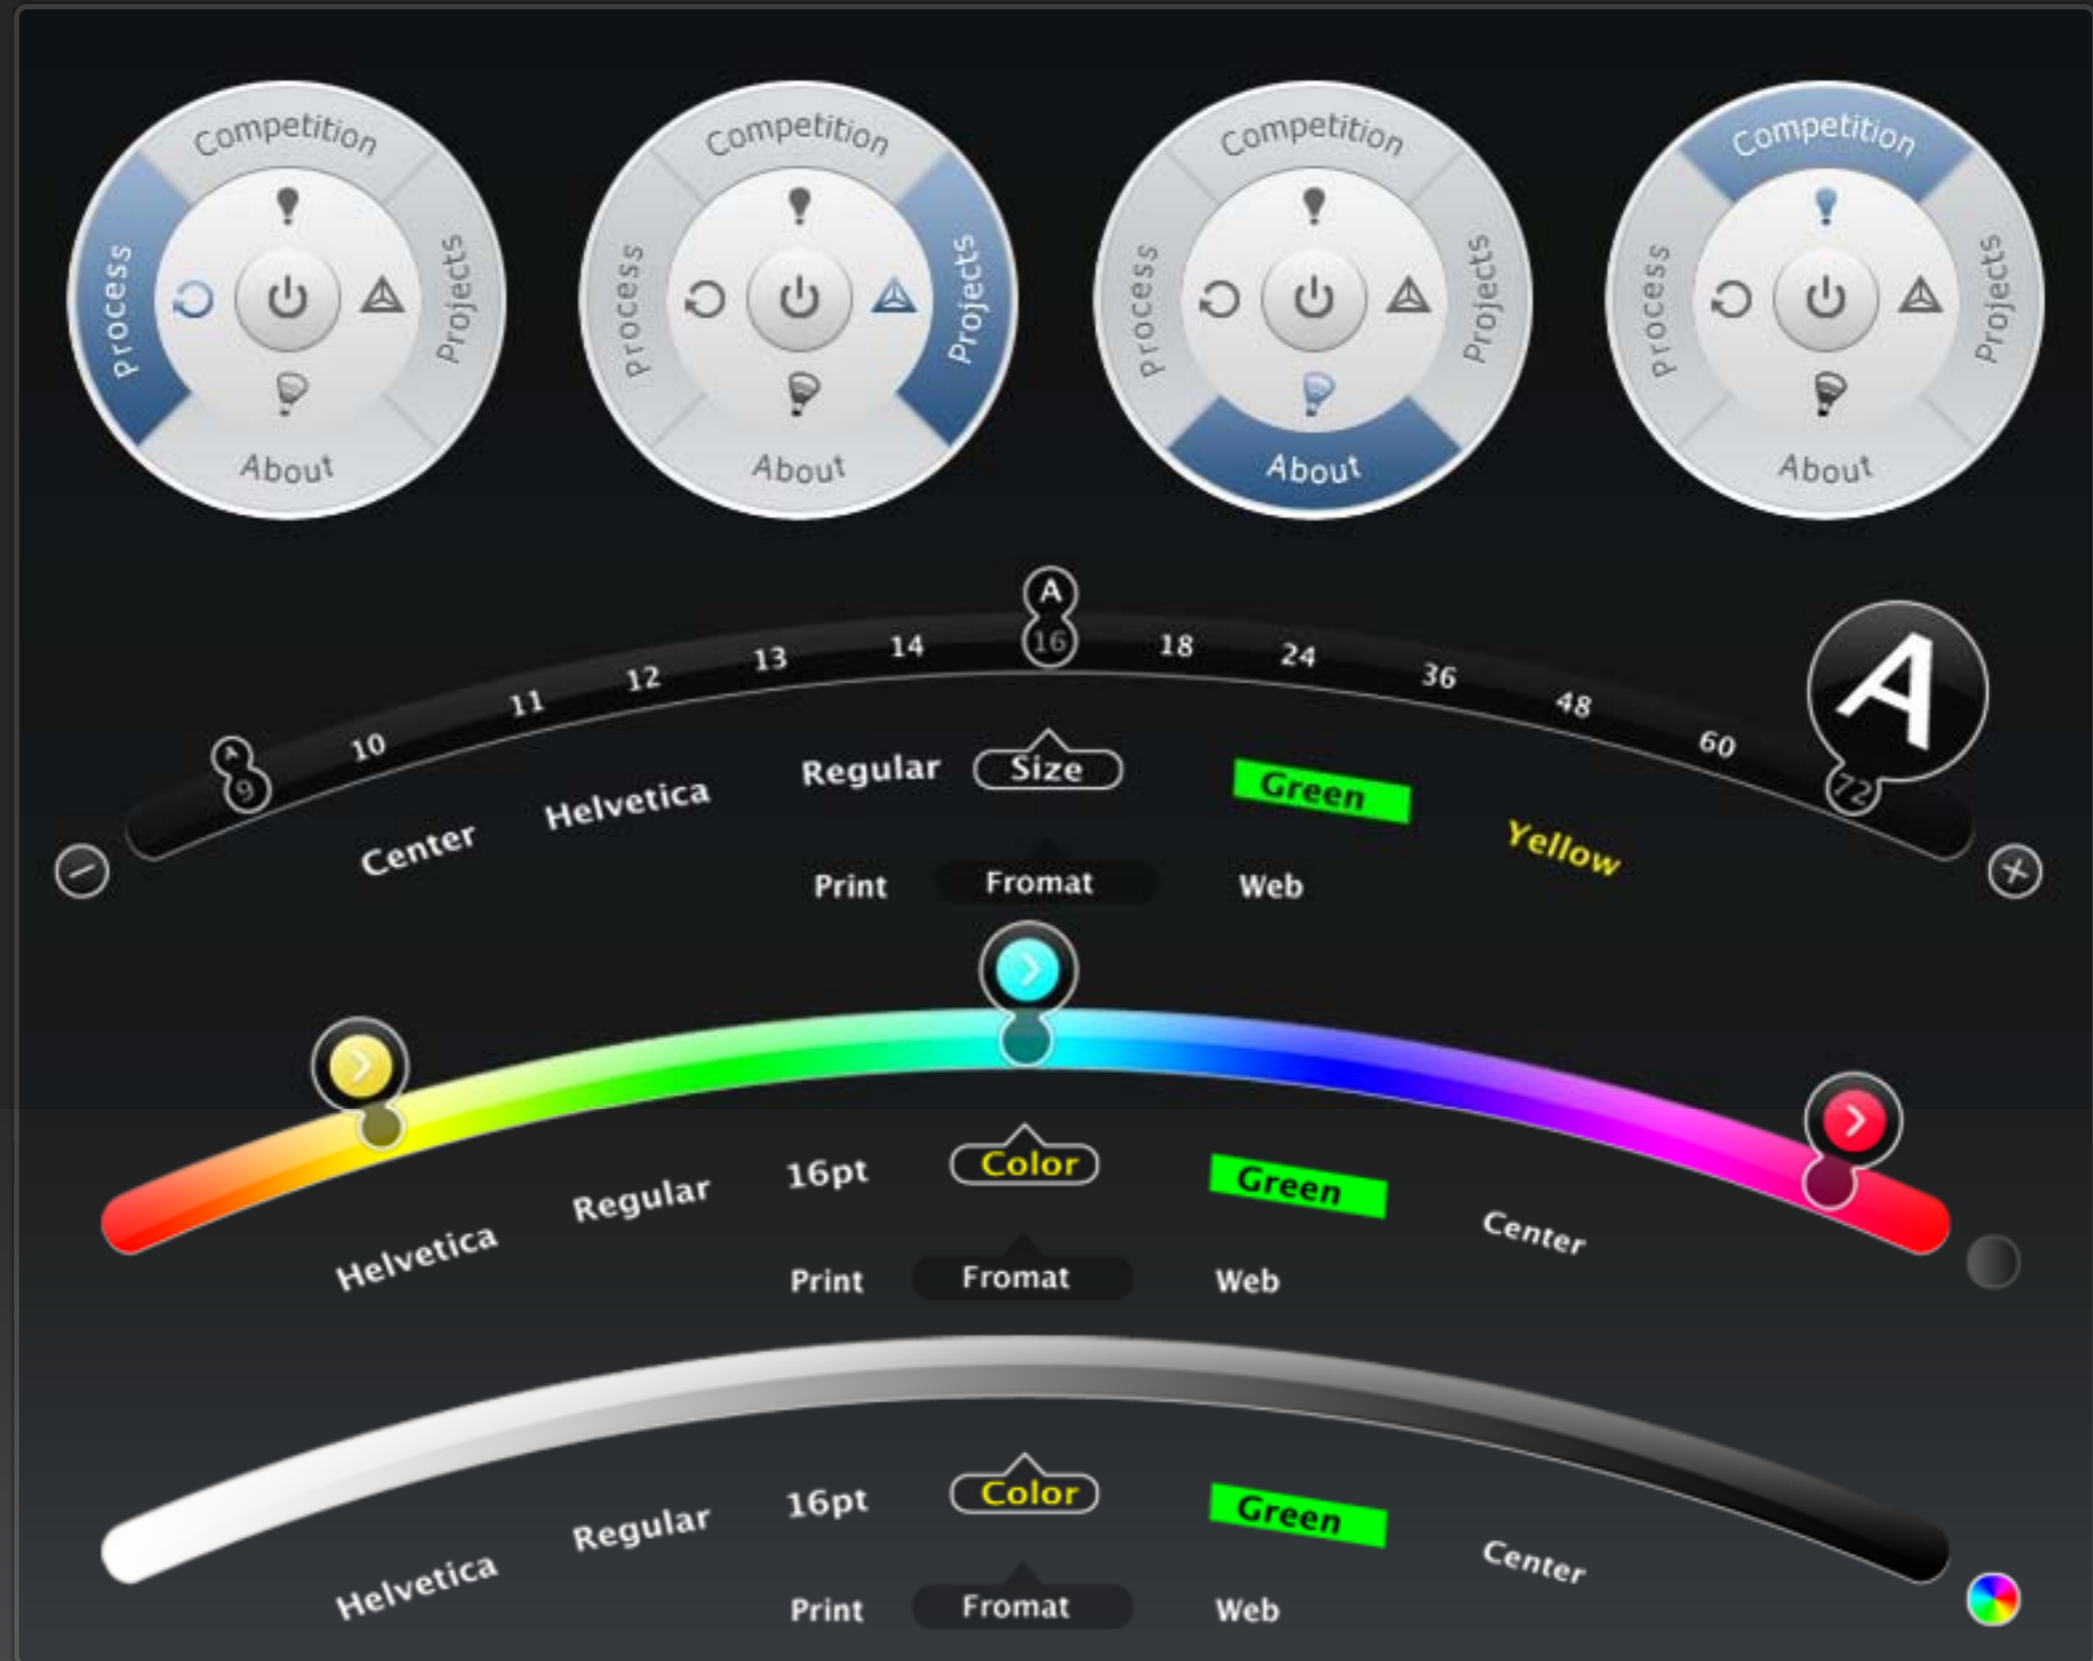 Competition
Process
Projects
About
Competition
Process
Projects
About
Competition
Process
Projects
About
Competition
Process
Projects
About
A A A
9 10 11 12 13 14 16 18 24 36 48 60 72
Center Helvetica Regular Size Green Yellow
Print Fromat Web
Helvetica Regular 16pt Color Green Center
Print Fromat Web
Helvetica Regular 16pt Color Green Center
Print Fromat Web